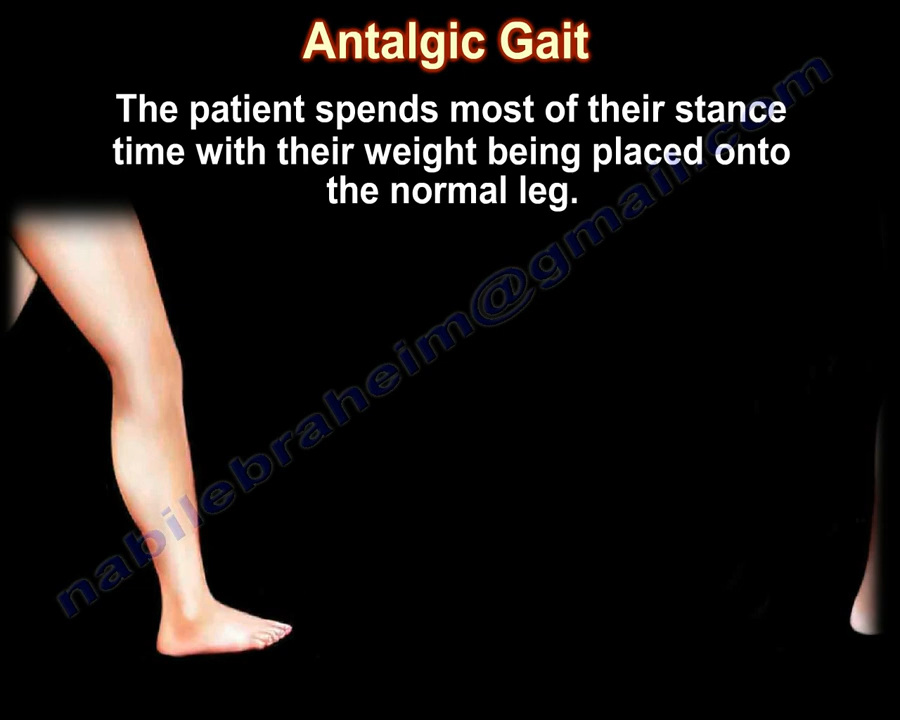 Antalgic Gait
The patient spends most of their stance
time with their weight being placed onto
the normal leg.
nabilebraheim@gmail.com